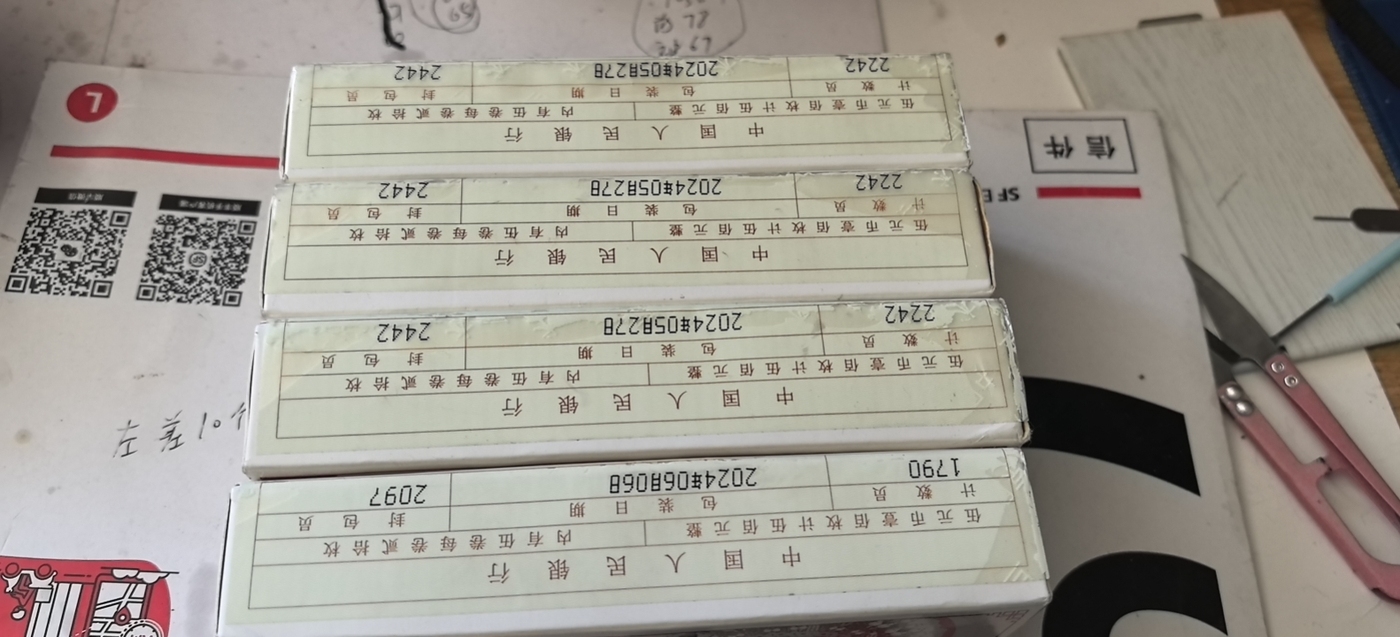 中国人民银行
伍元币壹佰枚计伍佰元整 内有伍卷每卷贰拾枚
计数员 包装日期 封包员
1790 2024年06月06日 2097
中国人民银行
伍元币壹佰枚计伍佰元整 内有伍卷每卷贰拾枚
计数员 包装日期 封包员
2242 2024年05月27日 2442
中国人民银行
伍元币壹佰枚计伍佰元整 内有伍卷每卷贰拾枚
计数员 包装日期 封包员
2242 2024年05月27日 2442
中国人民银行
伍元币壹佰枚计伍佰元整 内有伍卷每卷贰拾枚
计数员 包装日期 封包员
2242 2024年05月27日 2442
SF E
信件
L